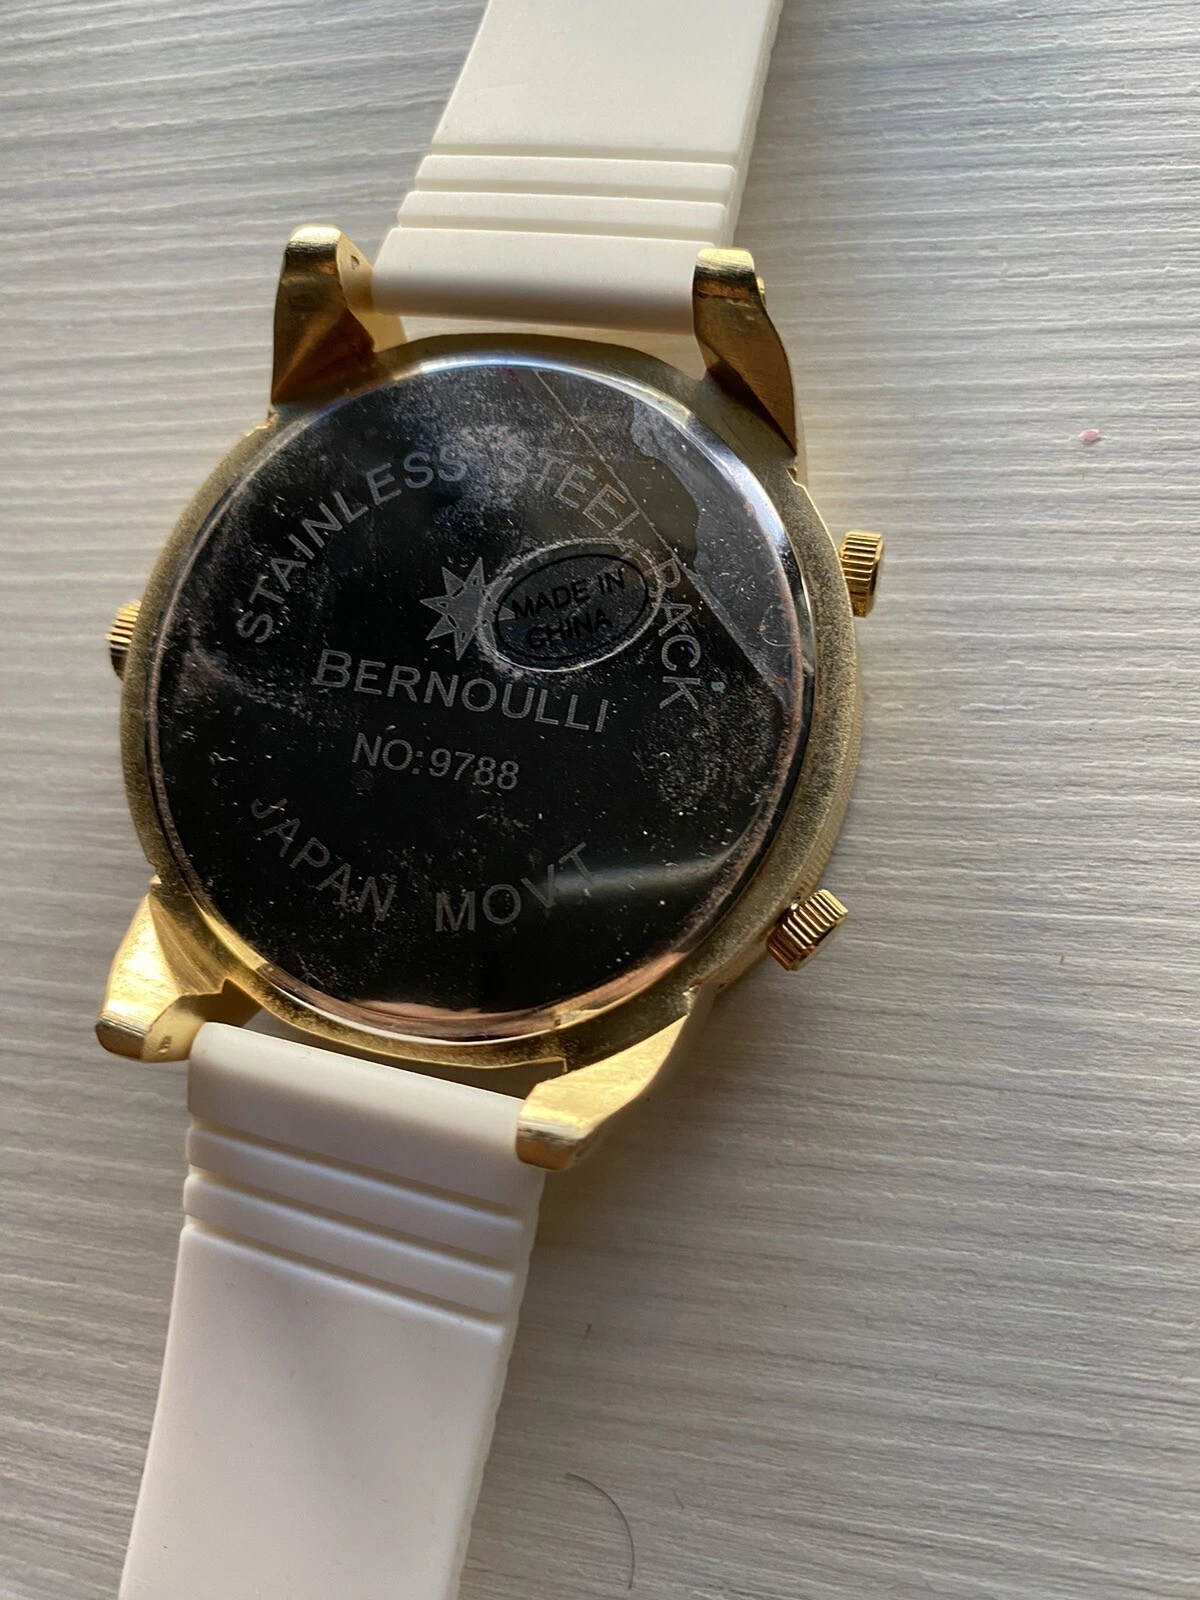 STAINLESS STEEL BACK
MADE IN
CHINA
BERNOULLI
NO:9788
JAPAN MOVT